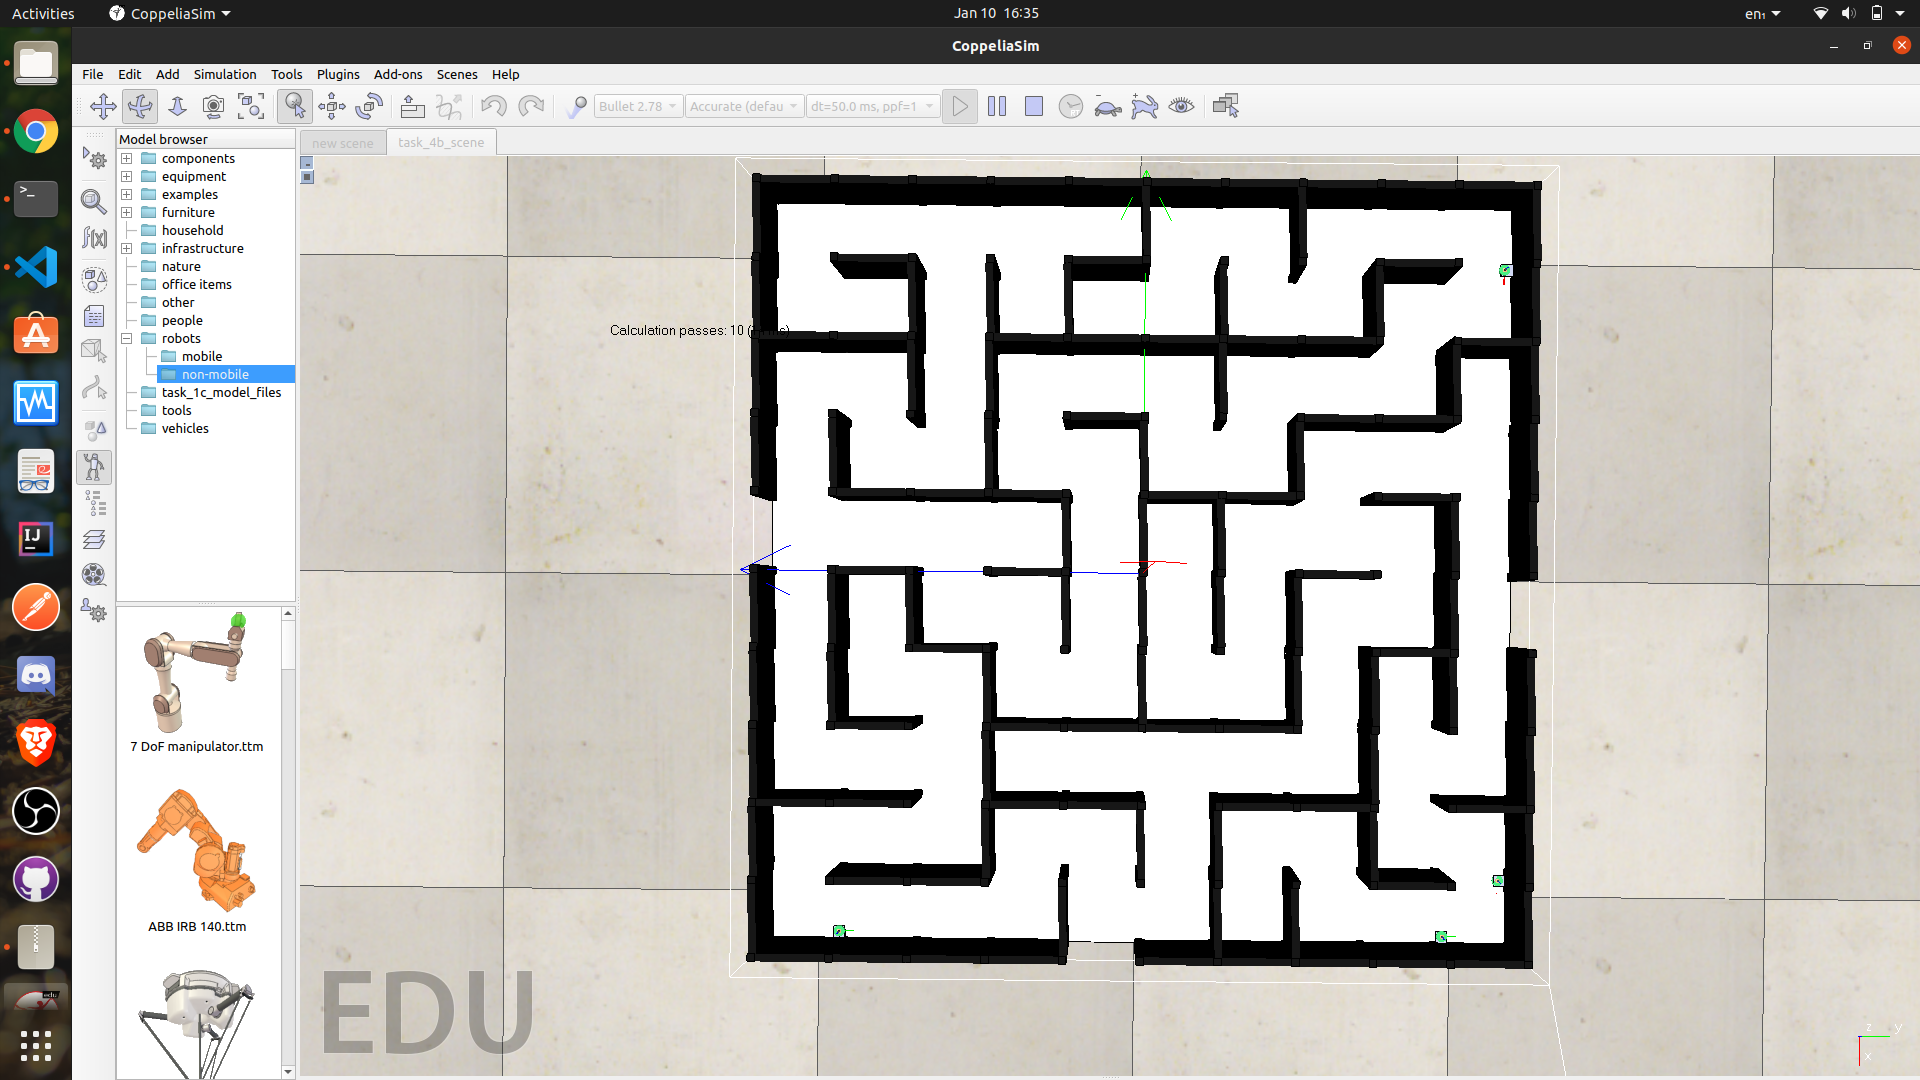 Activities
CoppeliaSim
Jan 10 16:35
en₁
CoppeliaSim
File Edit Add Simulation Tools Plugins Add-ons Scenes Help
Bullet 2.78
Accurate (defau
dt=50.0 ms, ppf=1
Model browser
new scene
task_4b_scene
components
equipment
examples
furniture
household
infrastructure
nature
office items
other
people
robots
mobile
non-mobile
task_1c_model_files
tools
vehicles
f(x)
Calculation passes: 10
7 DoF manipulator.ttm
ABB IRB 140.ttm
IJ
edu
EDU
z
y
x